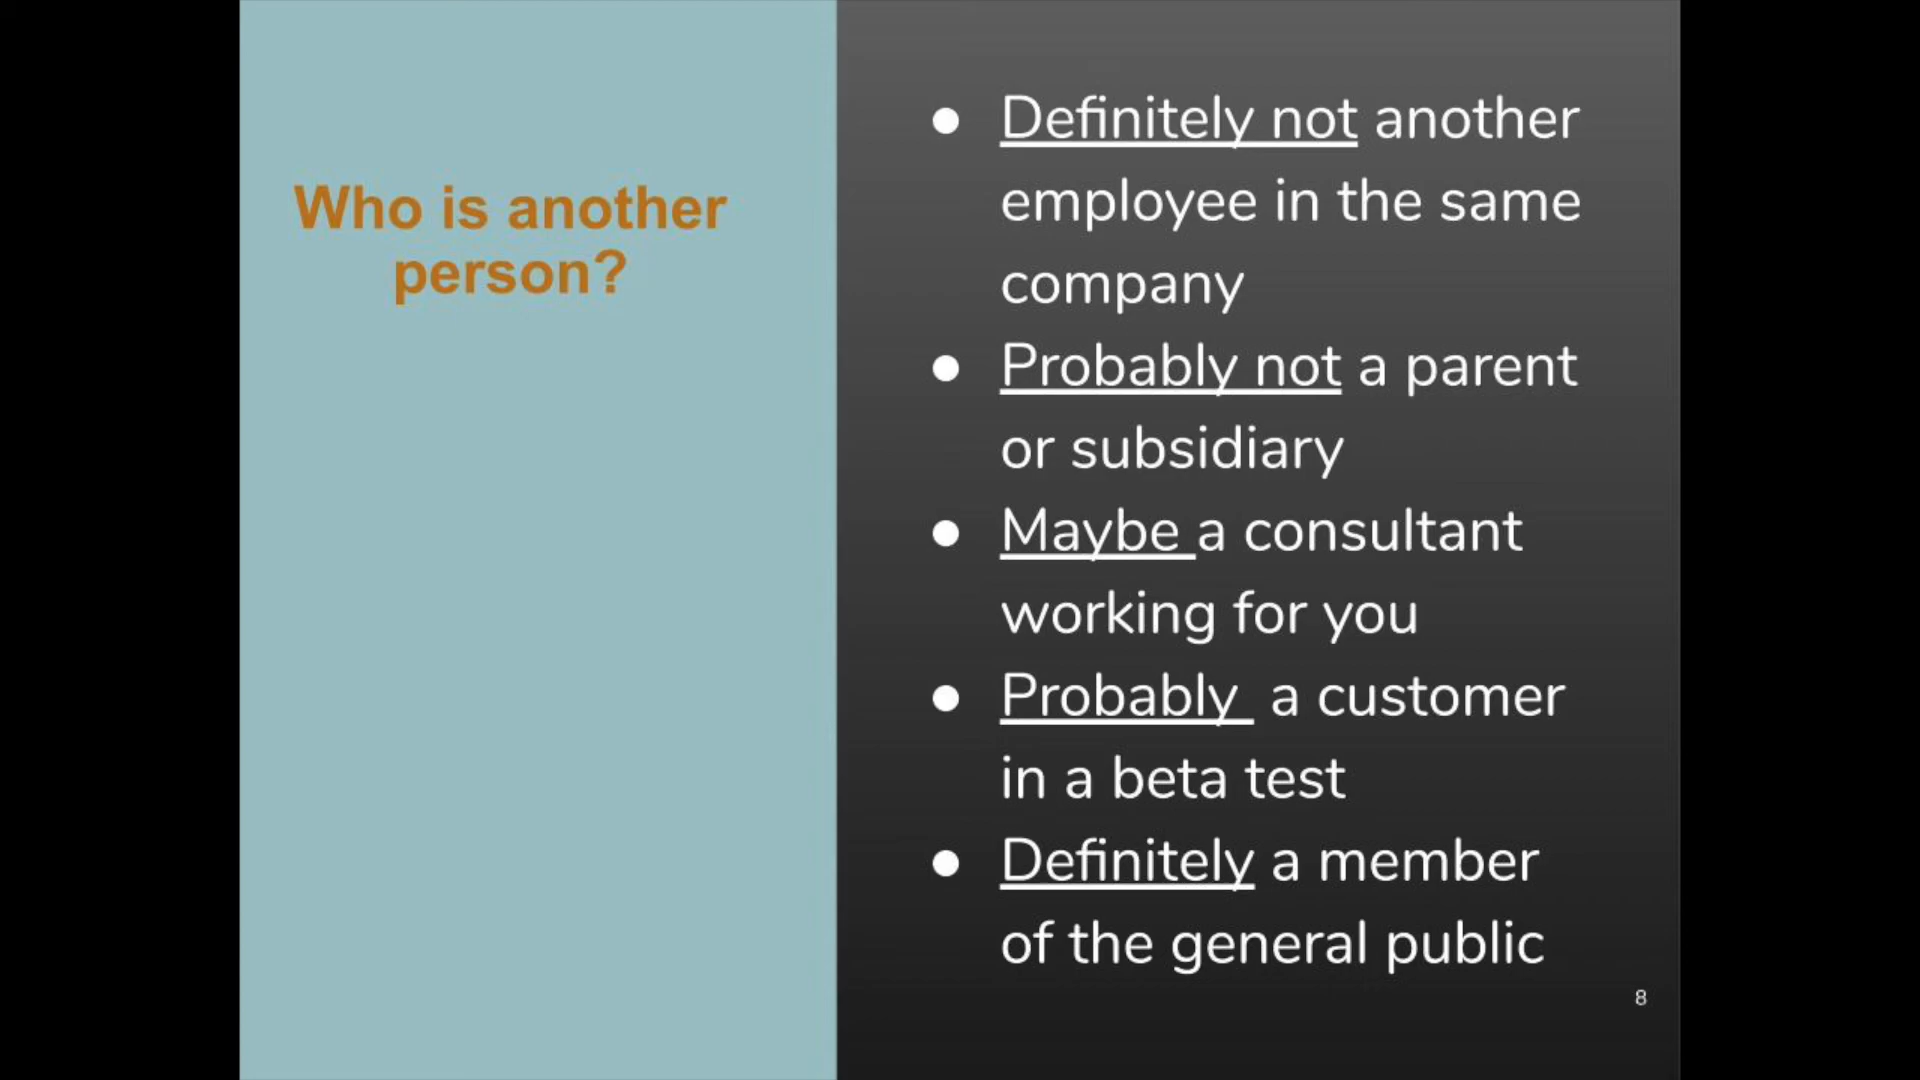 Who is another
person?
● Definitely not another
employee in the same
company
● Probably not a parent
or subsidiary
● Maybe a consultant
working for you
● Probably  a customer
in a beta test
● Definitely a member
of the general public
8